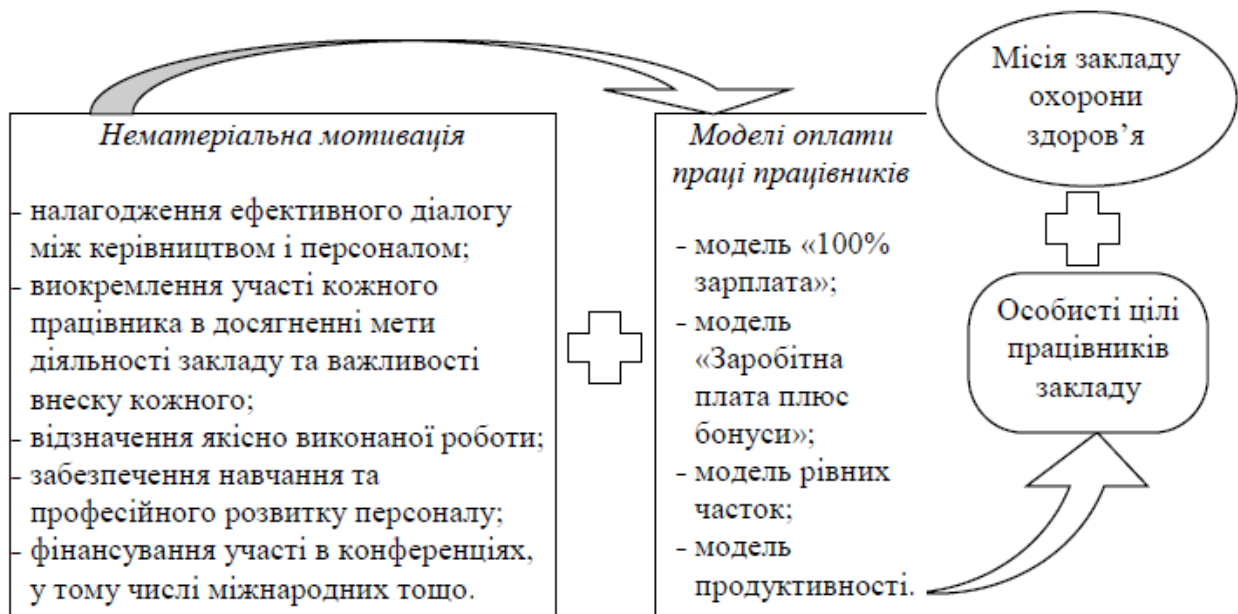 Нематеріальна мотивація
- налагодження ефективного діалогу
між керівництвом і персоналом;
- виокремлення участі кожного
працівника в досягненні мети
діяльності закладу та важливості
внеску кожного;
- відзначення якісно виконаної роботи;
- забезпечення навчання та
професійного розвитку персоналу;
- фінансування участі в конференціях,
у тому числі міжнародних тощо.
Моделі оплати
праці працівників
- модель «100%
зарплата»;
- модель
«Заробітна
плата плюс
бонуси»;
- модель рівних
часток;
- модель
продуктивності.
Місія закладу
охорони
здоров’я
Особисті цілі
працівників
закладу